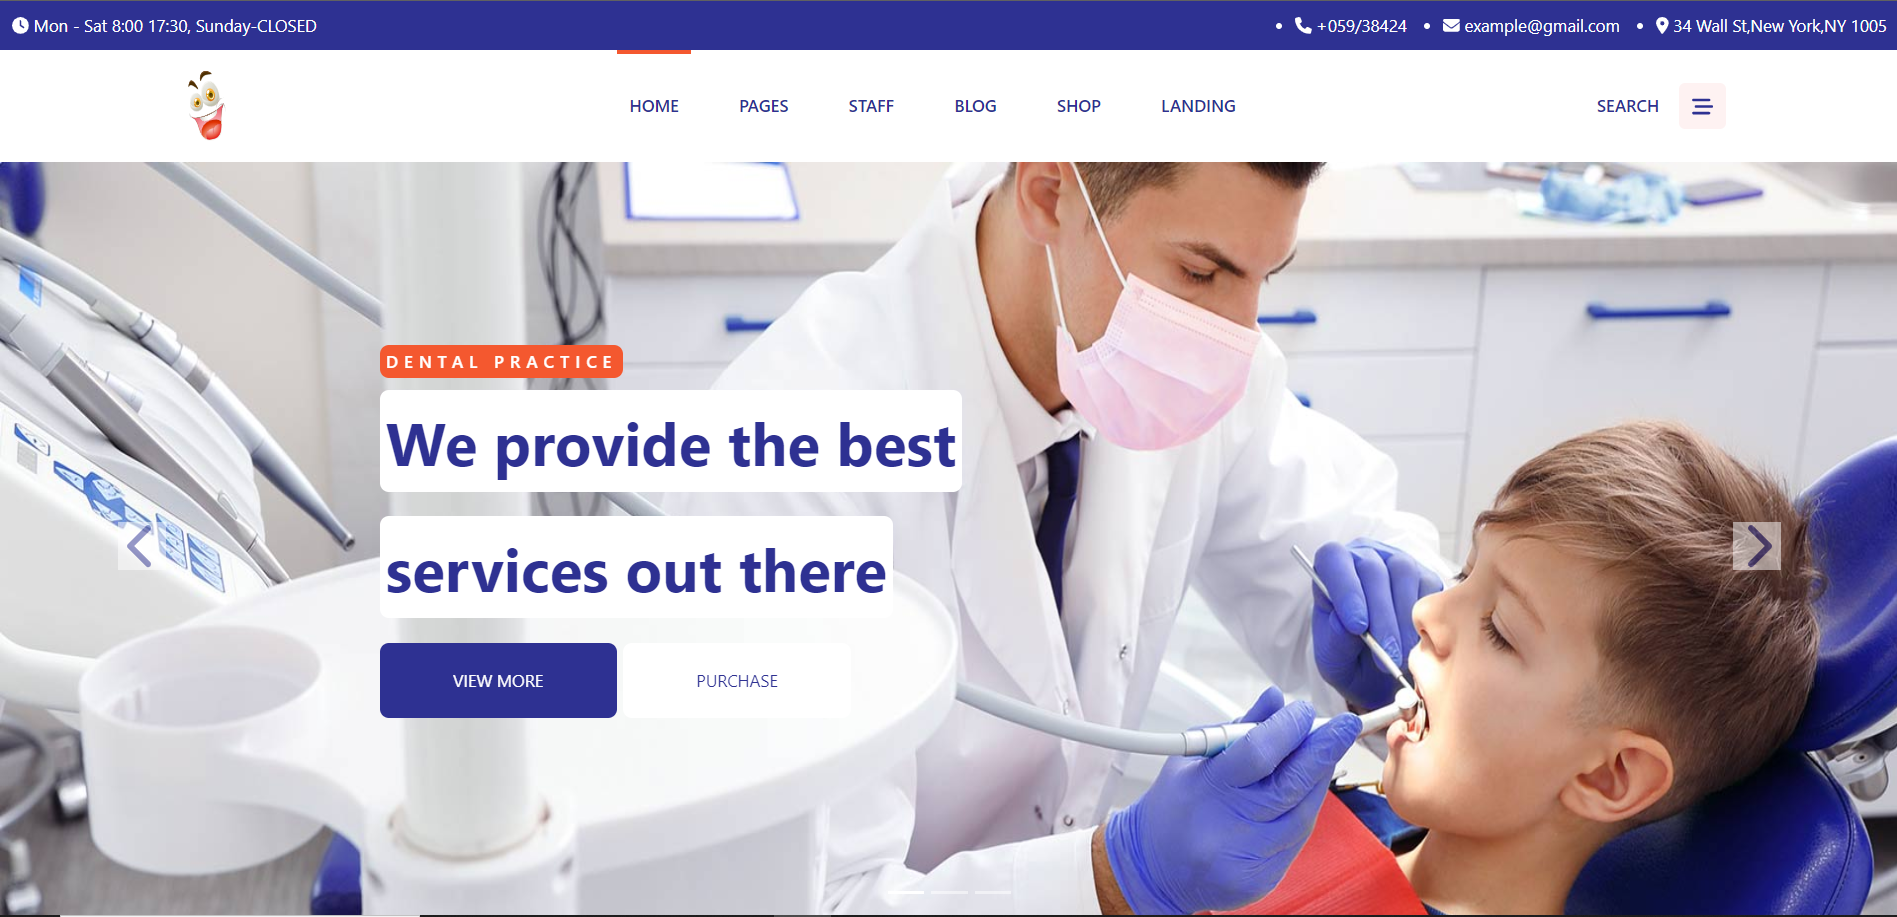 Mon - Sat 8:00 17:30, Sunday-CLOSED
+059/38424
example@gmail.com
34 Wall St,New York,NY 1005
HOME
PAGES
STAFF
BLOG
SHOP
LANDING
SEARCH
DENTAL PRACTICE
We provide the best
services out there
VIEW MORE
PURCHASE